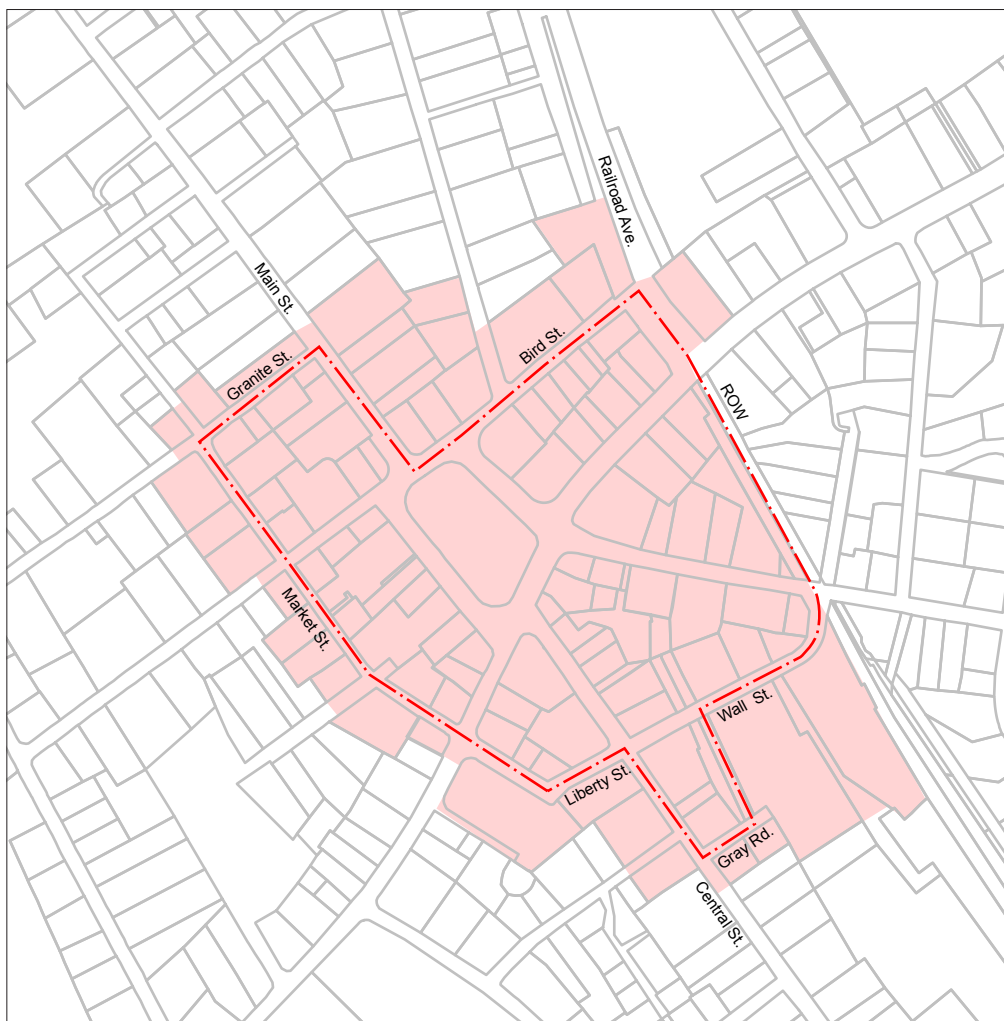 Railroad Ave.
Main St.
Bird St.
Granite St.
ROW
Market St.
Wall St.
Liberty St.
Gray Rd.
Central St.